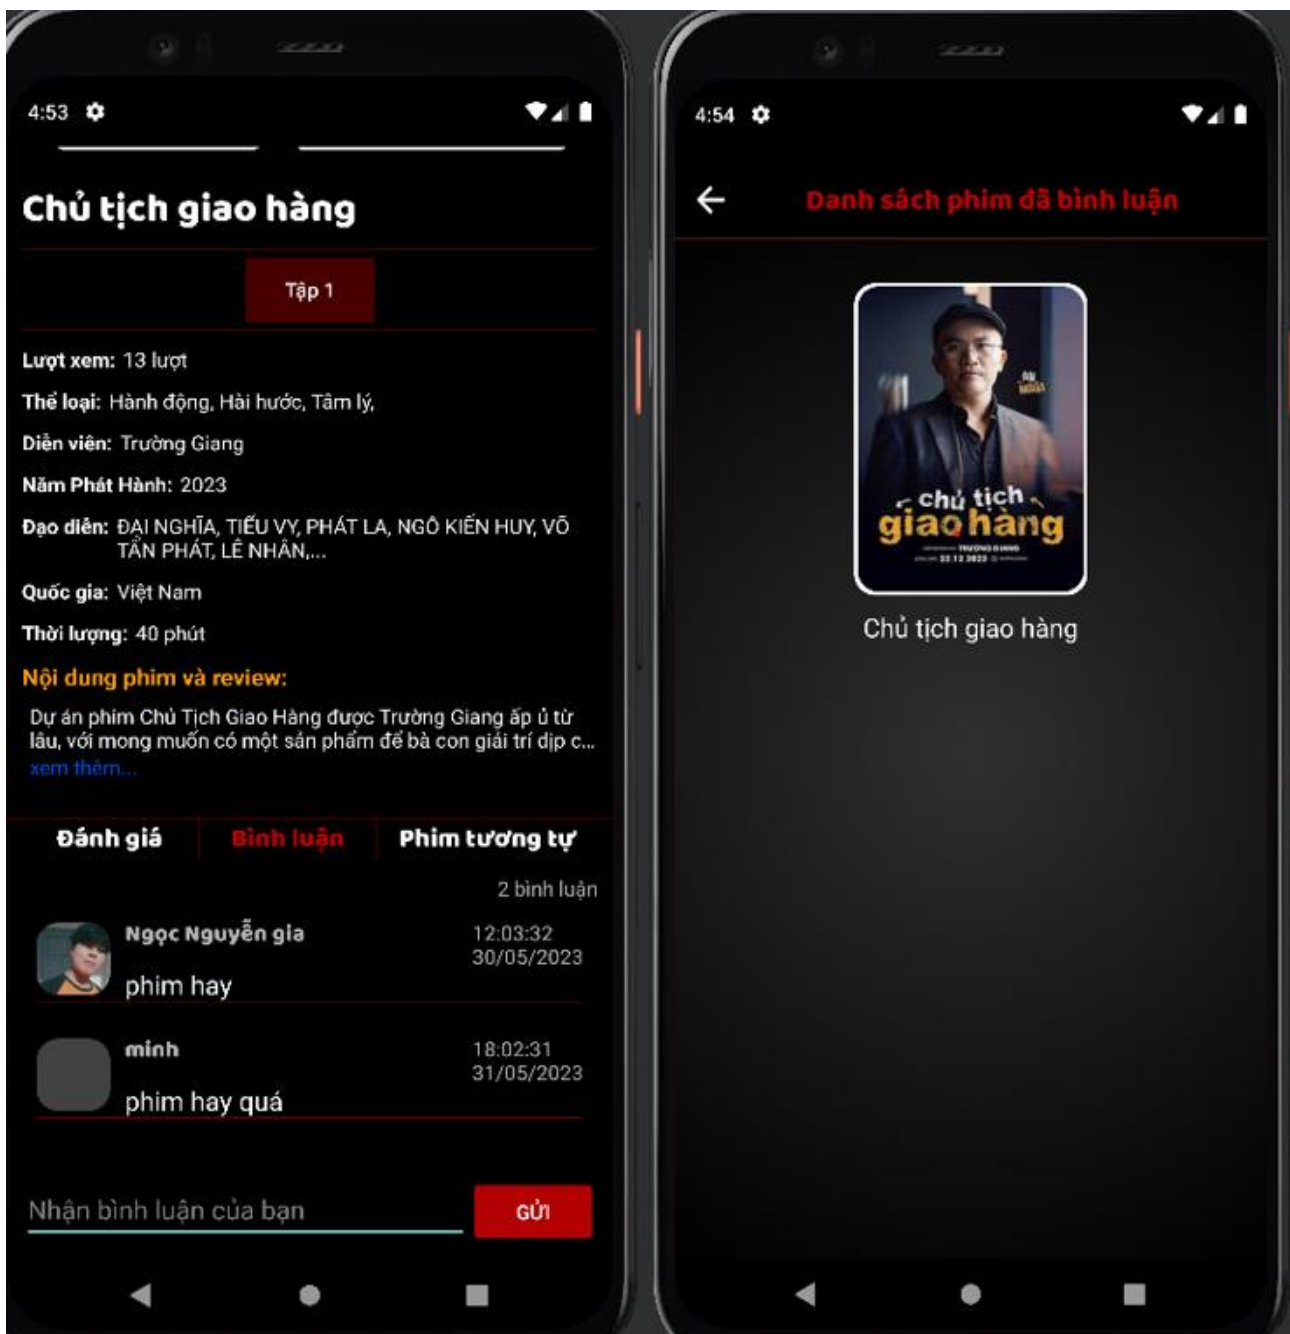 4:53
Chủ tịch giao hàng
Tập 1
Lượt xem: 13 lượt
Thể loại: Hành động, Hài hước, Tâm lý,
Diễn viên: Trường Giang
Năm Phát Hành: 2023
Đạo diễn: ĐẠI NGHĨA, TIỂU VY, PHÁT LA, NGÔ KIẾN HUY, VÕ
TẤN PHÁT, LÊ NHÂN,...
Quốc gia: Việt Nam
Thời lượng: 40 phút
Nội dung phim và review:
Dự án phim Chủ Tịch Giao Hàng được Trường Giang ấp ủ từ
lâu, với mong muốn có một sản phẩm để bà con giải trí dịp c...
xem thêm...
Đánh giá Bình luận Phim tương tự
2 bình luận
Ngọc Nguyễn gia 12:03:32
30/05/2023
phim hay
minh 18:02:31
31/05/2023
phim hay quá
Nhận bình luận của bạn GỬI
4:54
Danh sách phim đã bình luận
chủ tịch
giao hàng
TRƯỜNG GIANG
Chủ tịch giao hàng